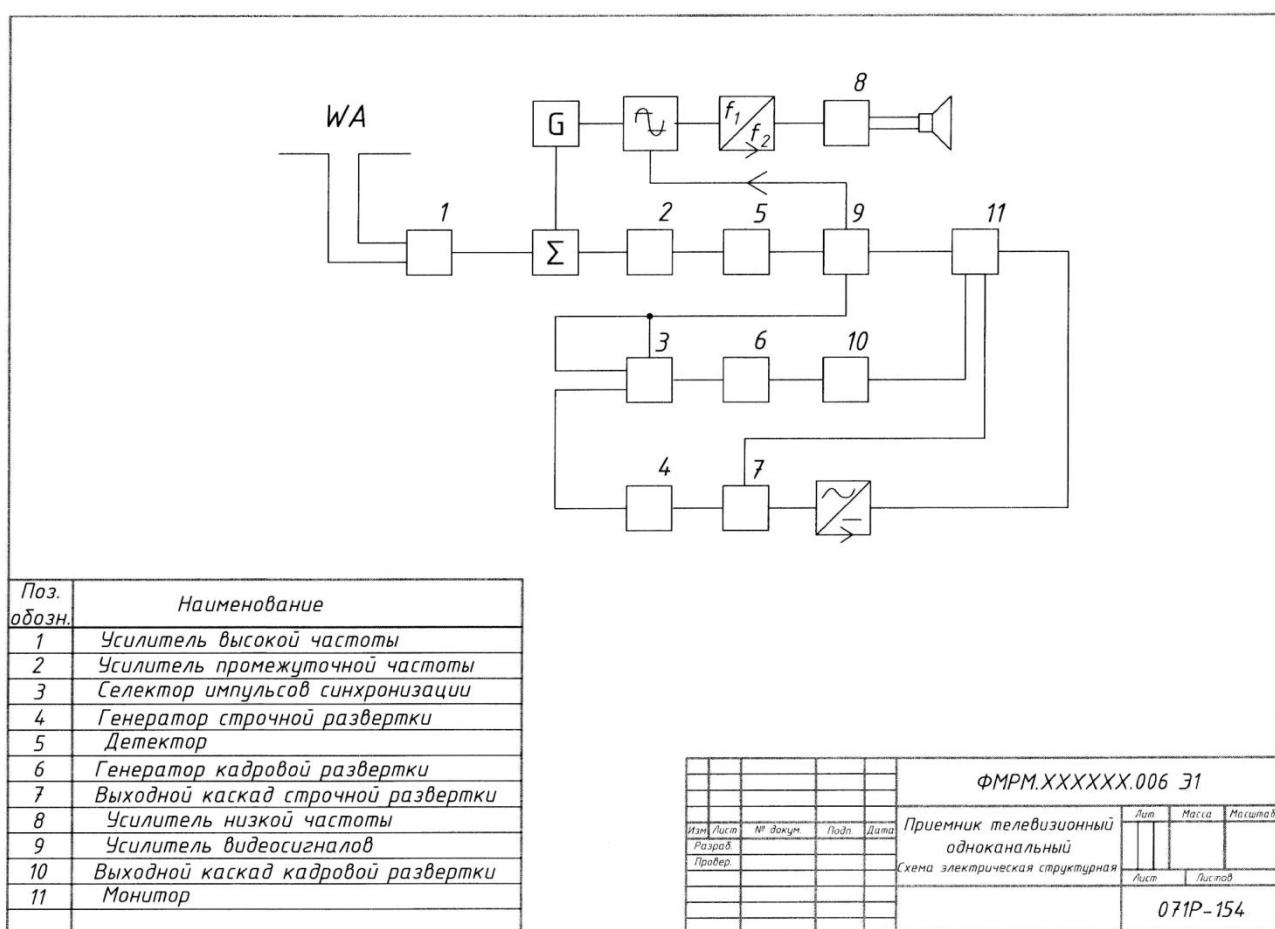 8
WA
G
f1
f2
1
Σ
2
5
9
11
3
6
10
4
7
Поз. обозн.
Наименование
1 Усилитель высокой частоты
2 Усилитель промежуточной частоты
3 Селектор импульсов синхронизации
4 Генератор строчной развертки
5 Детектор
6 Генератор кадровой развертки
7 Выходной каскад строчной развертки
8 Усилитель низкой частоты
9 Усилитель видеосигналов
10 Выходной каскад кадровой развертки
11 Монитор
ФМРМ.ХХХХХХ.006 Э1
Изм Лист № докум. Подп. Дата
Разраб.
Провер.
Приемник телевизионный
одноканальный
Схема электрическая структурная
Лит Масса Масштаб
Лист Листов
071Р-154